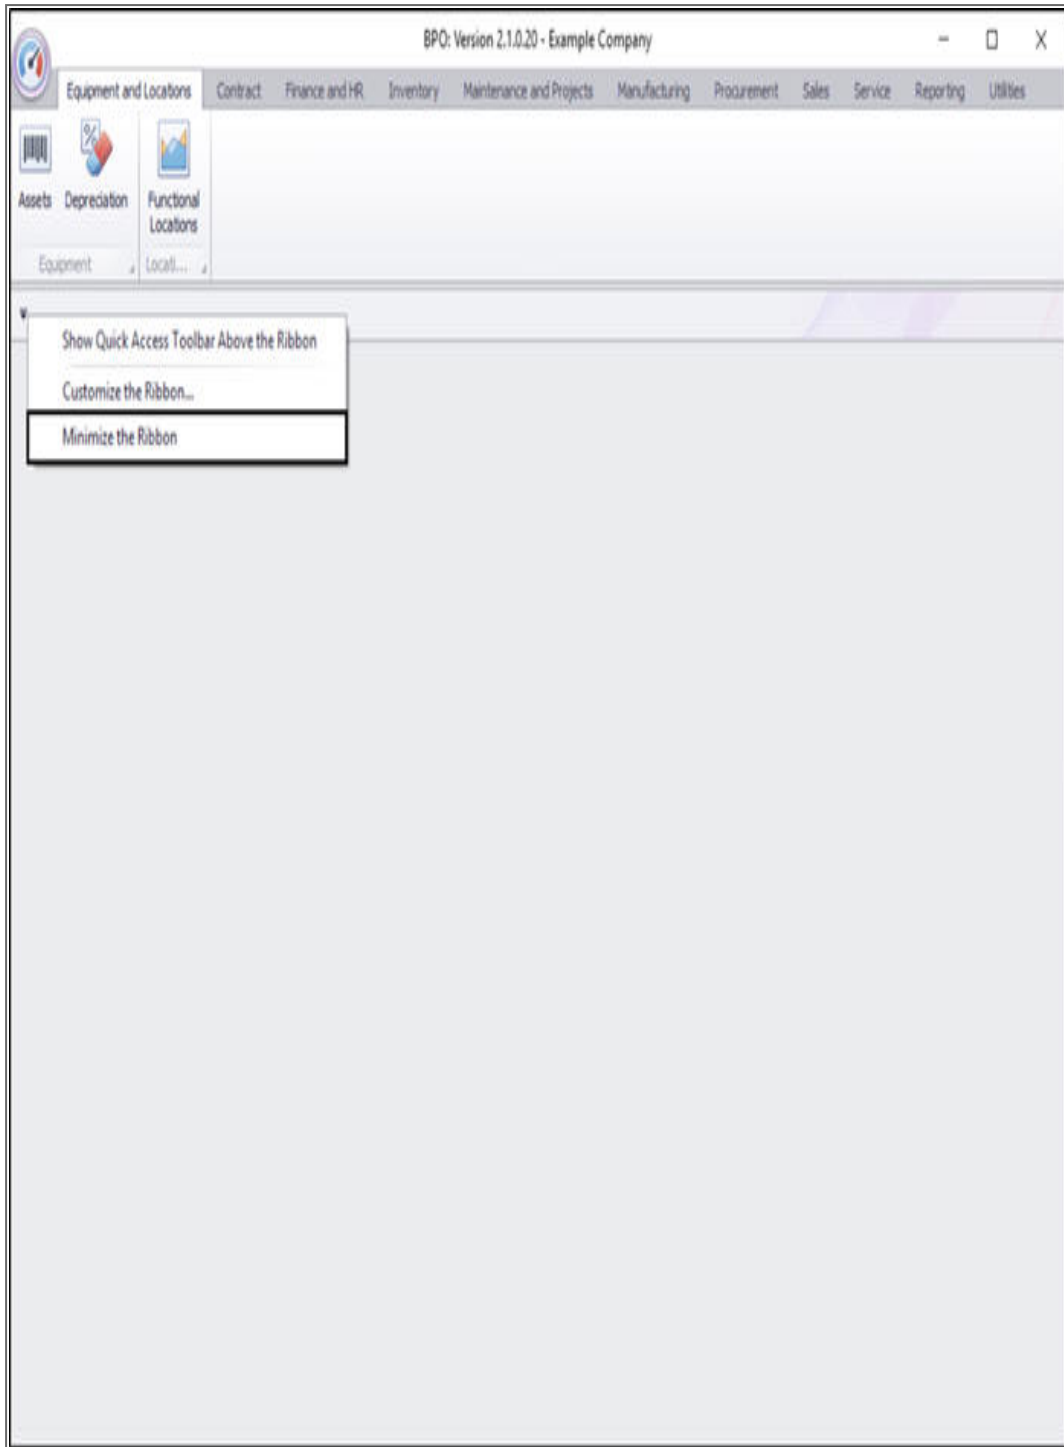 BPO: Version 2.1.0.20 - Example Company
Equipment and Locations Contract Finance and HR Inventory Maintenance and Projects Manufacturing Procurement Sales Service Reporting Utilities
Assets Depreciation Functional
Locations
Equipment Locati...
Show Quick Access Toolbar Above the Ribbon
Customize the Ribbon...
Minimize the Ribbon